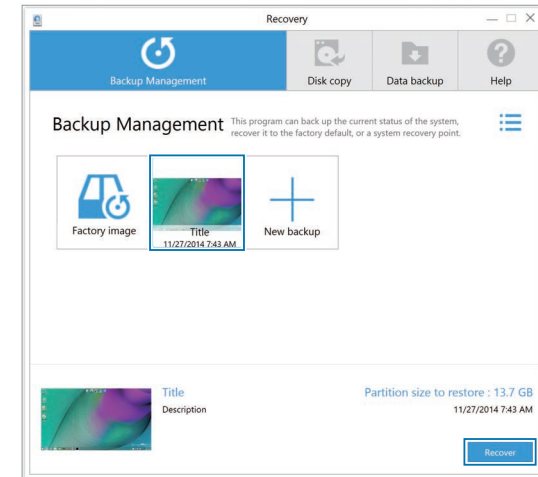 Recovery
Backup Management
Disk copy
Data backup
Help
Backup Management
This program can back up the current status of the system,
recover it to the factory default, or a system recovery point.
Factory image
Title
11/27/2014 7:43 AM
New backup
Title
Description
Partition size to restore : 13.7 GB
11/27/2014 7:43 AM
Recover